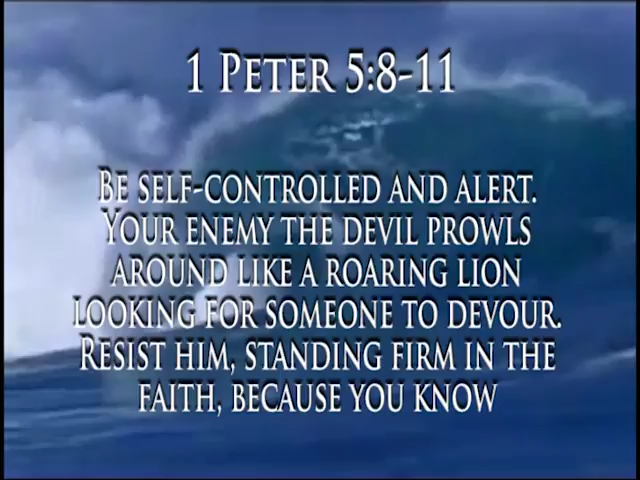 1 Peter 5:8-11
Be self-controlled and alert.
Your enemy the devil prowls
around like a roaring lion
looking for someone to devour.
Resist him, standing firm in the
faith, because you know